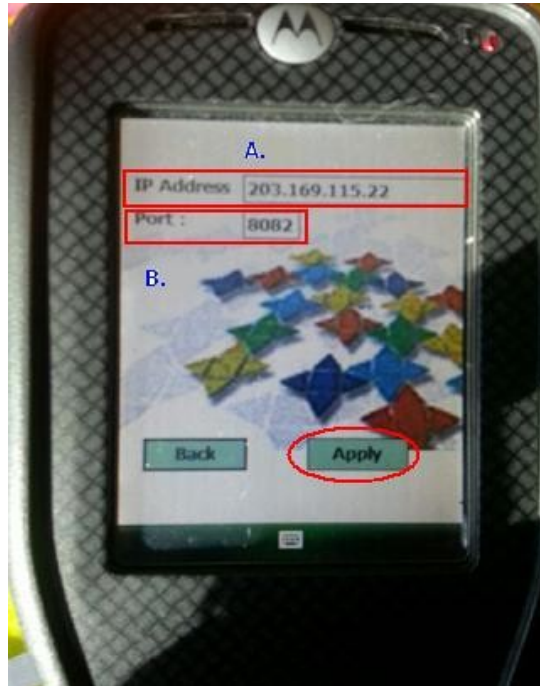 A.
IP Address 203.169.115.22
Port : 8082
B.
Back Apply